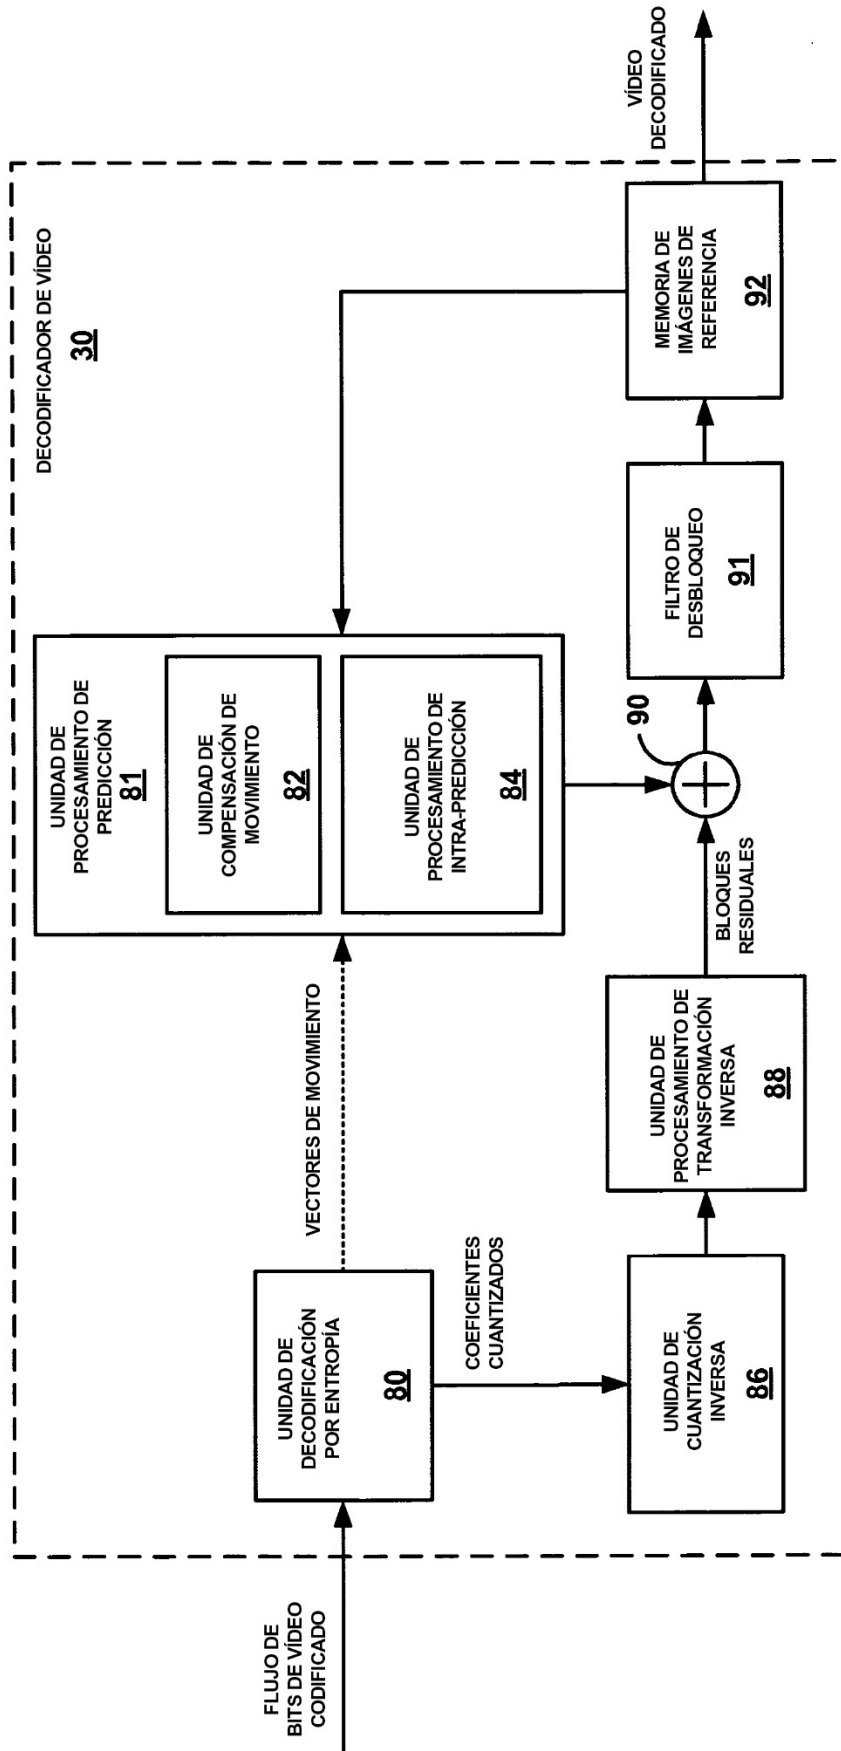 DECODIFICADOR DE VÍDEO
30
FLUJO DE
BITS DE VÍDEO
CODIFICADO
UNIDAD DE
DECODIFICACIÓN
POR ENTROPÍA
80
VECTORES DE MOVIMIENTO
COEFICIENTES
CUANTIZADOS
UNIDAD DE
PROCESAMIENTO DE
PREDICCIÓN
81
UNIDAD DE
COMPENSACIÓN DE
MOVIMIENTO
82
UNIDAD DE
PROCESAMIENTO DE
INTRA-PREDICCIÓN
84
UNIDAD DE
CUANTIZACIÓN
INVERSA
86
UNIDAD DE
PROCESAMIENTO DE
TRANSFORMACIÓN
INVERSA
88
BLOQUES
RESIDUALES
90
FILTRO DE
DESBLOQUEO
91
MEMORIA DE
IMÁGENES DE
REFERENCIA
92
VÍDEO
DECODIFICADO